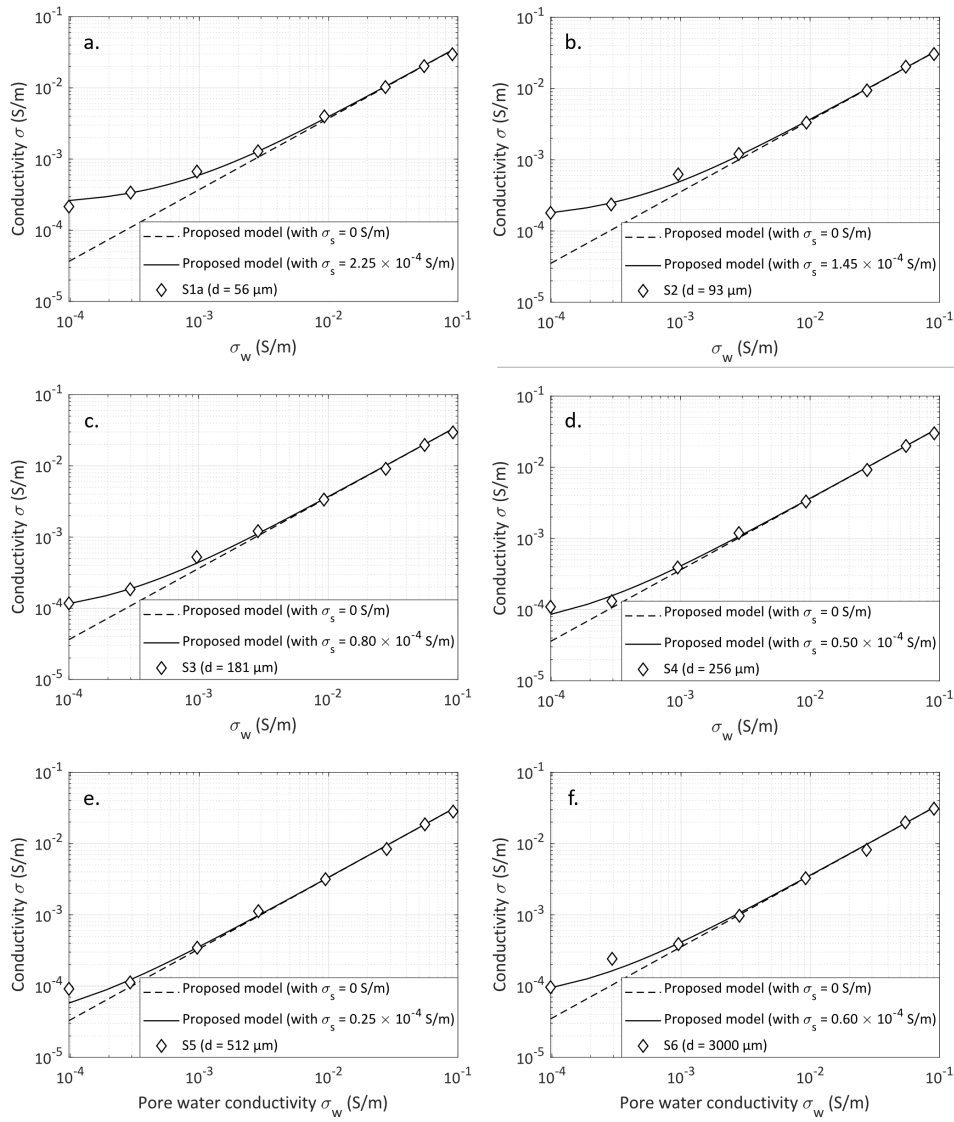 a.
Conductivity σ (S/m)
10⁻¹
10⁻²
10⁻³
10⁻⁴
10⁻⁵
Proposed model (with σₛ = 0 S/m)
Proposed model (with σₛ = 2.25 × 10⁻⁴ S/m)
S1a (d = 56 μm)
10⁻⁴ 10⁻³ 10⁻² 10⁻¹
σ_w (S/m)
b.
Conductivity σ (S/m)
10⁻¹
10⁻²
10⁻³
10⁻⁴
10⁻⁵
Proposed model (with σₛ = 0 S/m)
Proposed model (with σₛ = 1.45 × 10⁻⁴ S/m)
S2 (d = 93 μm)
10⁻⁴ 10⁻³ 10⁻² 10⁻¹
σ_w (S/m)
c.
Conductivity σ (S/m)
10⁻¹
10⁻²
10⁻³
10⁻⁴
10⁻⁵
Proposed model (with σₛ = 0 S/m)
Proposed model (with σₛ = 0.80 × 10⁻⁴ S/m)
S3 (d = 181 μm)
10⁻⁴ 10⁻³ 10⁻² 10⁻¹
σ_w (S/m)
d.
Conductivity σ (S/m)
10⁻¹
10⁻²
10⁻³
10⁻⁴
10⁻⁵
Proposed model (with σₛ = 0 S/m)
Proposed model (with σₛ = 0.50 × 10⁻⁴ S/m)
S4 (d = 256 μm)
10⁻⁴ 10⁻³ 10⁻² 10⁻¹
σ_w (S/m)
e.
Conductivity σ (S/m)
10⁻¹
10⁻²
10⁻³
10⁻⁴
10⁻⁵
Proposed model (with σₛ = 0 S/m)
Proposed model (with σₛ = 0.25 × 10⁻⁴ S/m)
S5 (d = 512 μm)
10⁻⁴ 10⁻³ 10⁻² 10⁻¹
Pore water conductivity σ_w (S/m)
f.
Conductivity σ (S/m)
10⁻¹
10⁻²
10⁻³
10⁻⁴
10⁻⁵
Proposed model (with σₛ = 0 S/m)
Proposed model (with σₛ = 0.60 × 10⁻⁴ S/m)
S6 (d = 3000 μm)
10⁻⁴ 10⁻³ 10⁻² 10⁻¹
Pore water conductivity σ_w (S/m)